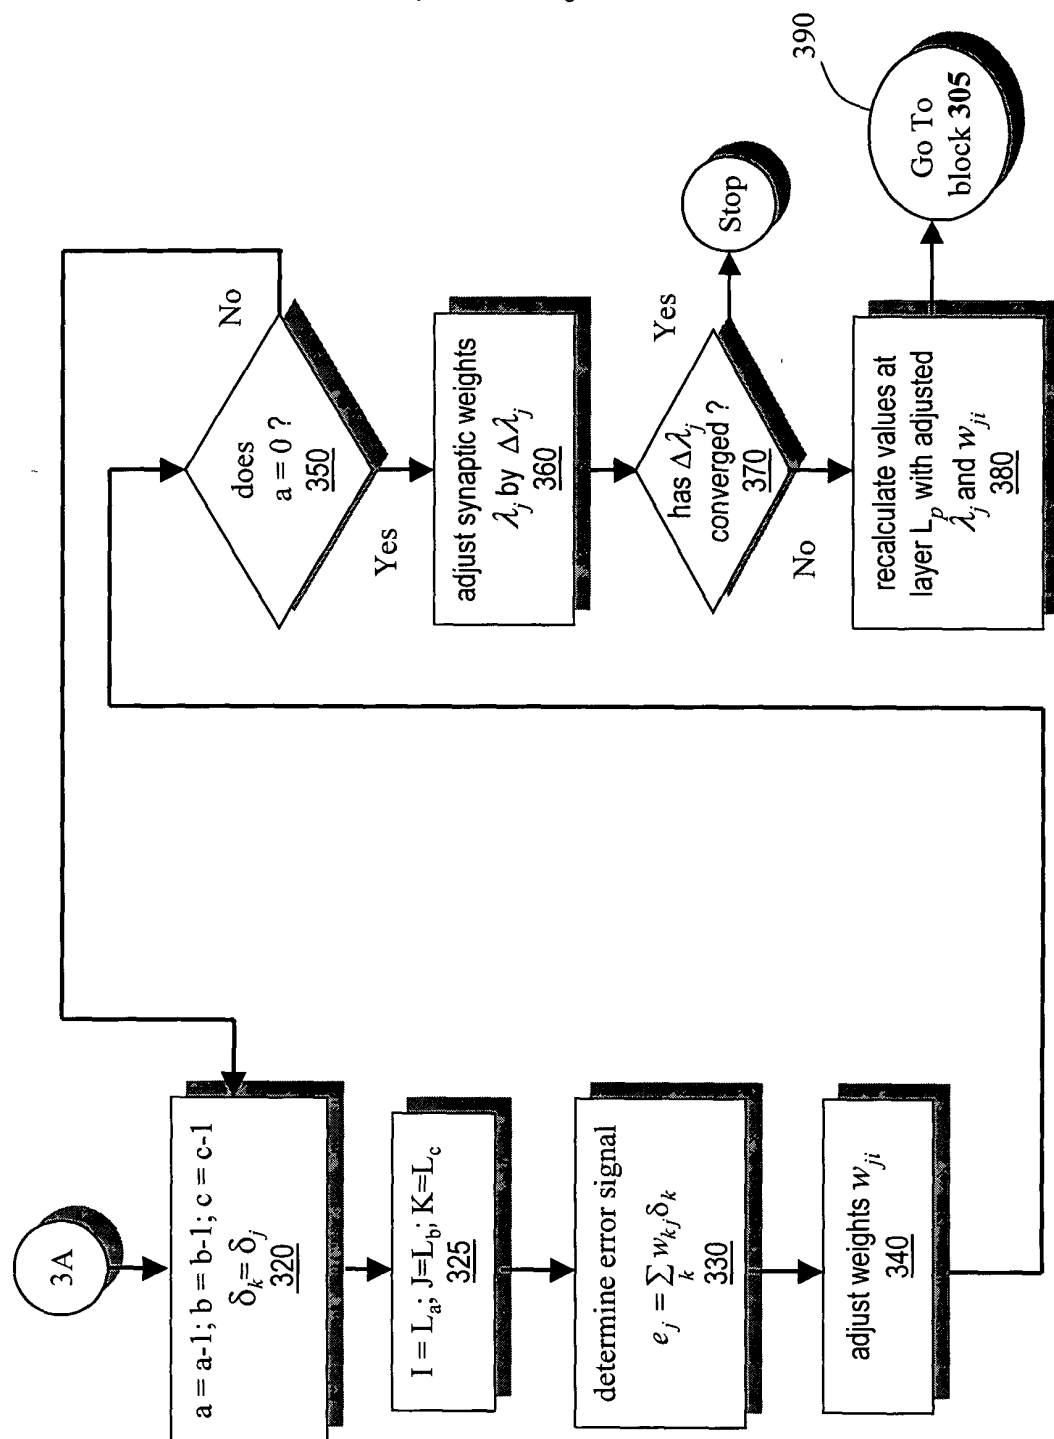 3A
a = a-1; b = b-1; c = c-1
δₖ = δⱼ
320
I = Lₐ; J=L_b; K=L_c
325
determine error signal
eⱼ = ∑ₖ wₖⱼδₖ
330
adjust weights wⱼᵢ
340
does
a = 0 ?
350
No
Yes
adjust synaptic weights
λⱼ by Δλⱼ
360
has Δλⱼ
converged ?
370
Yes
Stop
No
recalculate values at
layer Lₚ with adjusted
λⱼ and wⱼᵢ
380
Go To
block 305
390